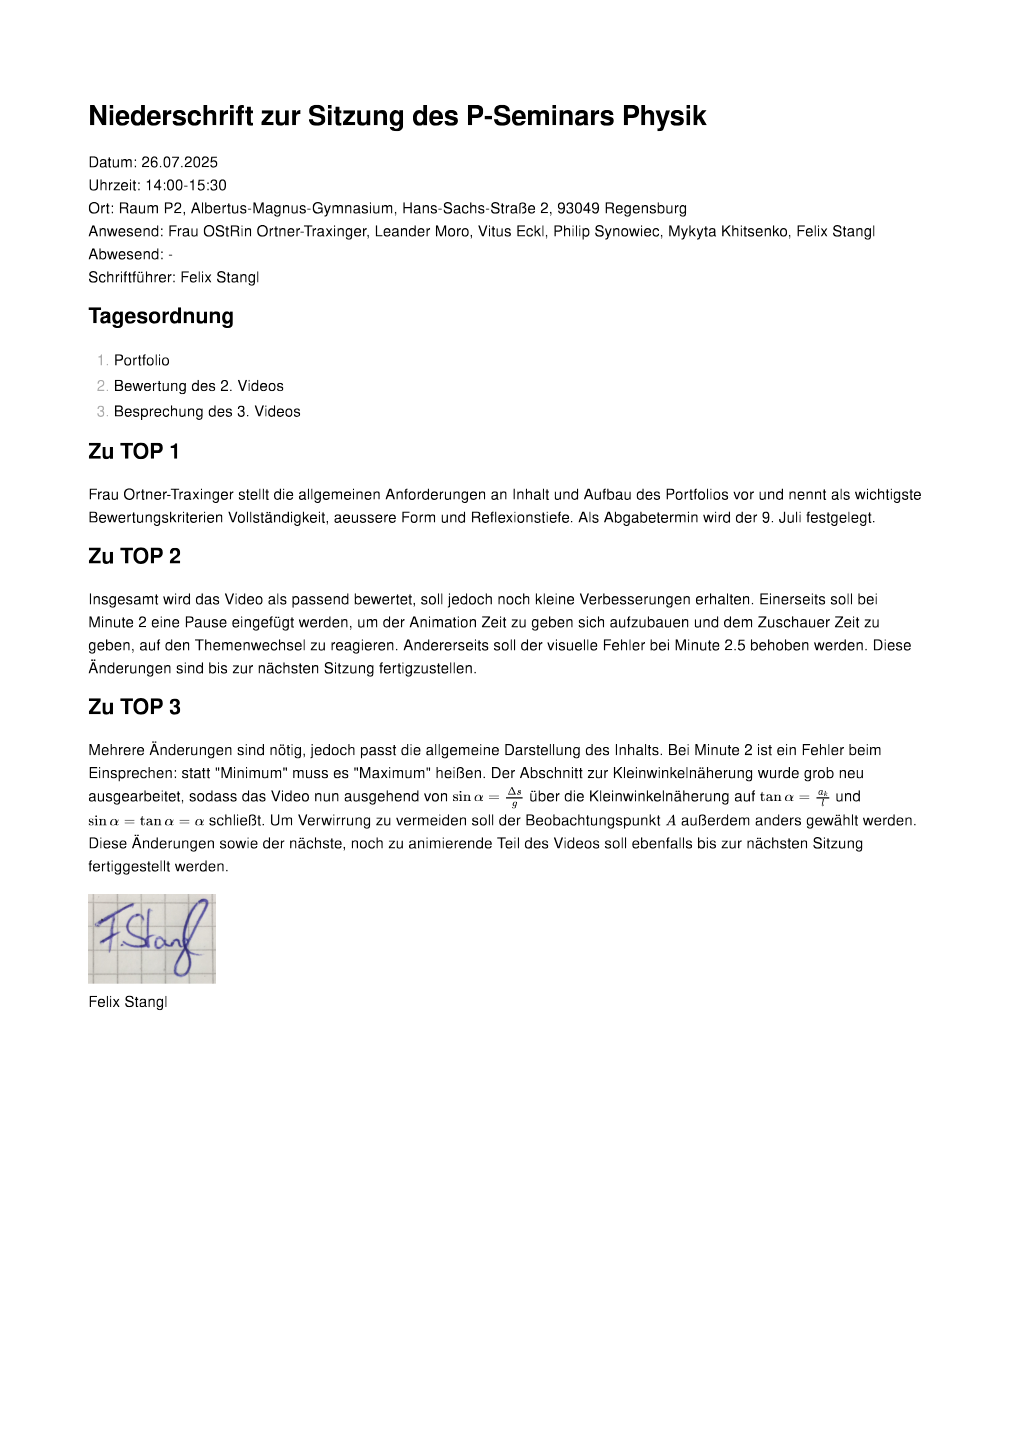 Niederschrift zur Sitzung des P-Seminars Physik
Datum: 26.07.2025
Uhrzeit: 14:00-15:30
Ort: Raum P2, Albertus-Magnus-Gymnasium, Hans-Sachs-Straße 2, 93049 Regensburg
Anwesend: Frau OStRin Ortner-Traxinger, Leander Moro, Vitus Eckl, Philip Synowiec, Mykyta Khitsenko, Felix Stangl
Abwesend: -
Schriftführer: Felix Stangl
Tagesordnung
1. Portfolio
2. Bewertung des 2. Videos
3. Besprechung des 3. Videos
Zu TOP 1
Frau Ortner-Traxinger stellt die allgemeinen Anforderungen an Inhalt und Aufbau des Portfolios vor und nennt als wichtigste
Bewertungskriterien Vollständigkeit, aeussere Form und Reflexionstiefe. Als Abgabetermin wird der 9. Juli festgelegt.
Zu TOP 2
Insgesamt wird das Video als passend bewertet, soll jedoch noch kleine Verbesserungen erhalten. Einerseits soll bei
Minute 2 eine Pause eingefügt werden, um der Animation Zeit zu geben sich aufzubauen und dem Zuschauer Zeit zu
geben, auf den Themenwechsel zu reagieren. Andererseits soll der visuelle Fehler bei Minute 2.5 behoben werden. Diese
Änderungen sind bis zur nächsten Sitzung fertigzustellen.
Zu TOP 3
Mehrere Änderungen sind nötig, jedoch passt die allgemeine Darstellung des Inhalts. Bei Minute 2 ist ein Fehler beim
Einsprechen: statt "Minimum" muss es "Maximum" heißen. Der Abschnitt zur Kleinwinkelnäherung wurde grob neu
ausgearbeitet, sodass das Video nun ausgehend von sin α = Δs/g über die Kleinwinkelnäherung auf tan α = a_k/l und
sin α = tan α = α schließt. Um Verwirrung zu vermeiden soll der Beobachtungspunkt A außerdem anders gewählt werden.
Diese Änderungen sowie der nächste, noch zu animierende Teil des Videos soll ebenfalls bis zur nächsten Sitzung
fertiggestellt werden.
F.Stangl
Felix Stangl